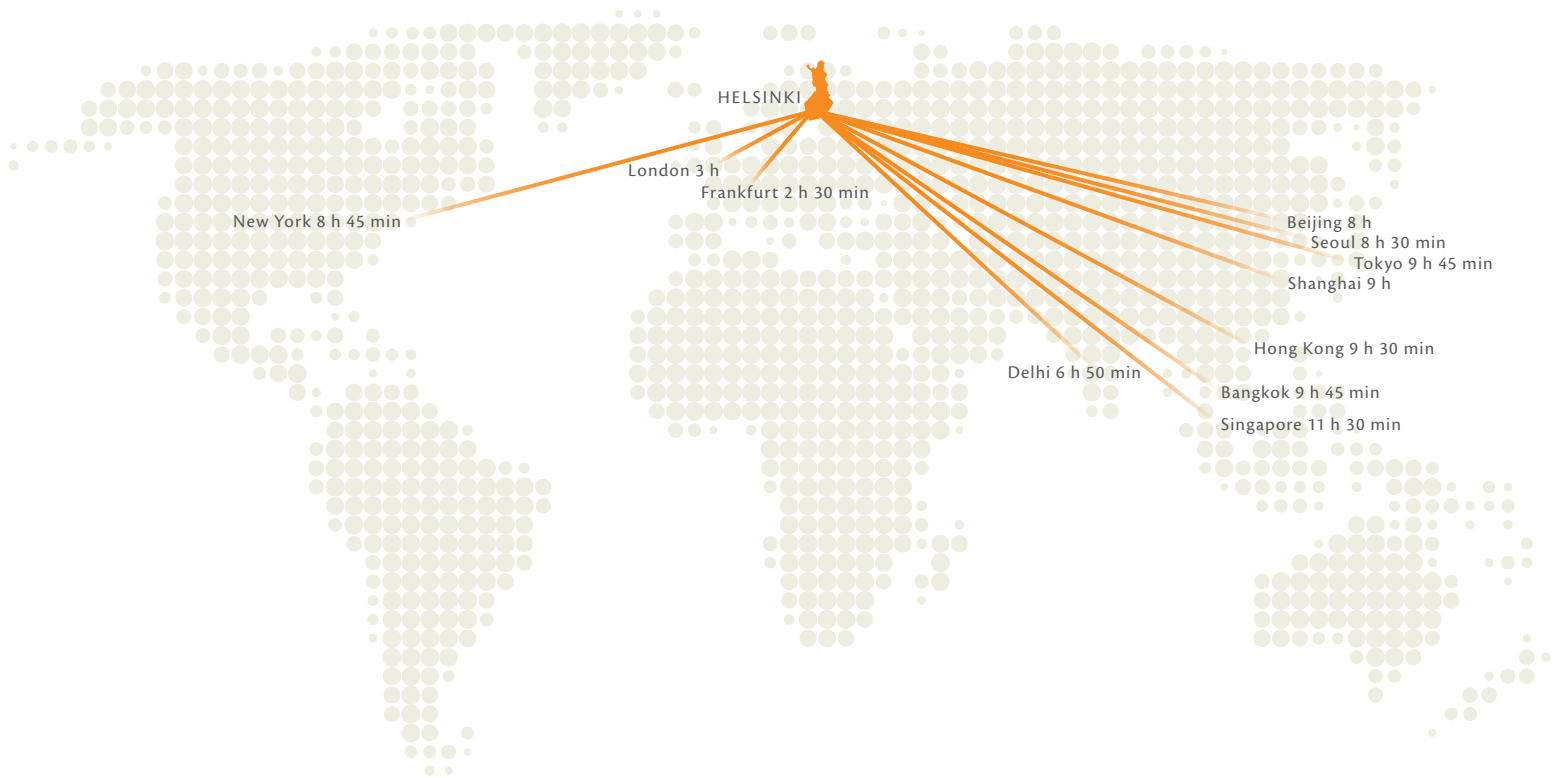 HELSINKI
London 3 h
Frankfurt 2 h 30 min
New York 8 h 45 min
Beijing 8 h
Seoul 8 h 30 min
Tokyo 9 h 45 min
Shanghai 9 h
Hong Kong 9 h 30 min
Delhi 6 h 50 min
Bangkok 9 h 45 min
Singapore 11 h 30 min